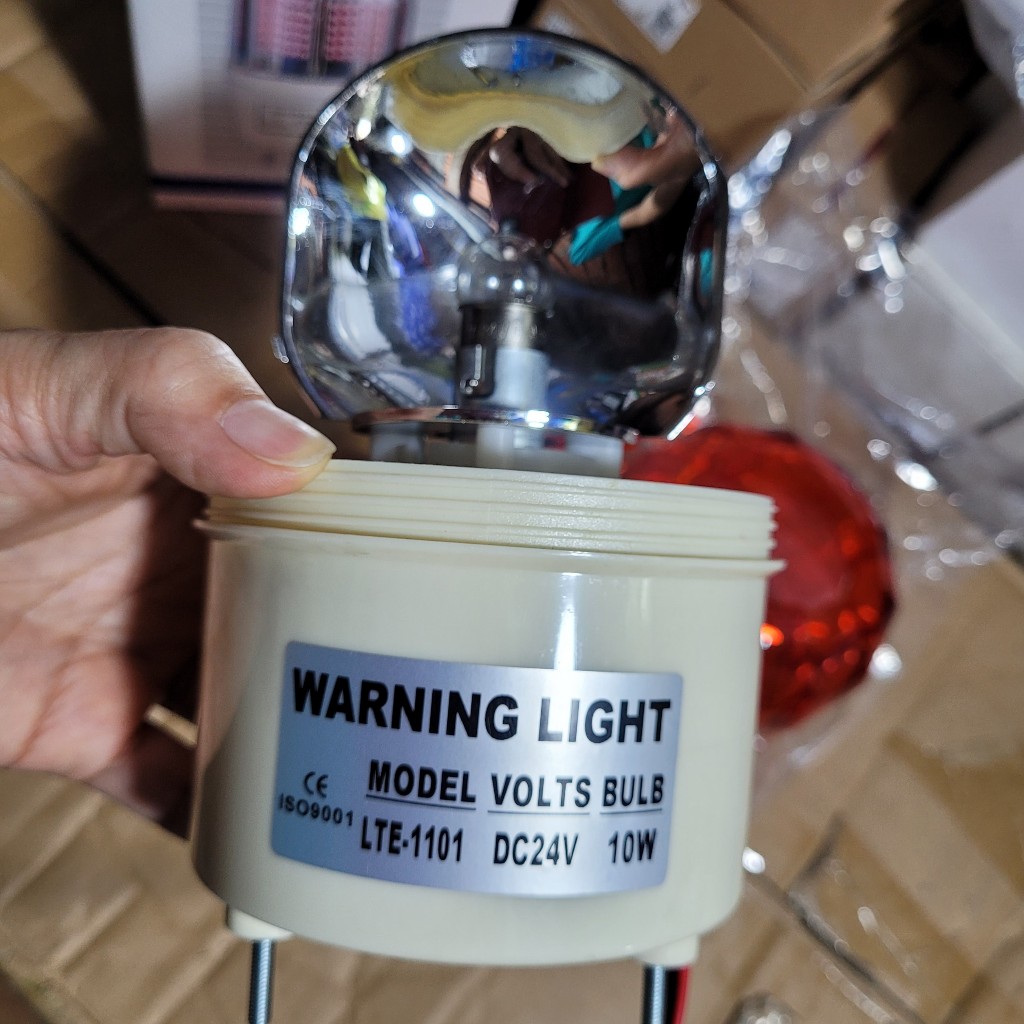 WARNING LIGHT
CE MODEL VOLTS BULB
ISO9001 LTE-1101 DC24V 10W